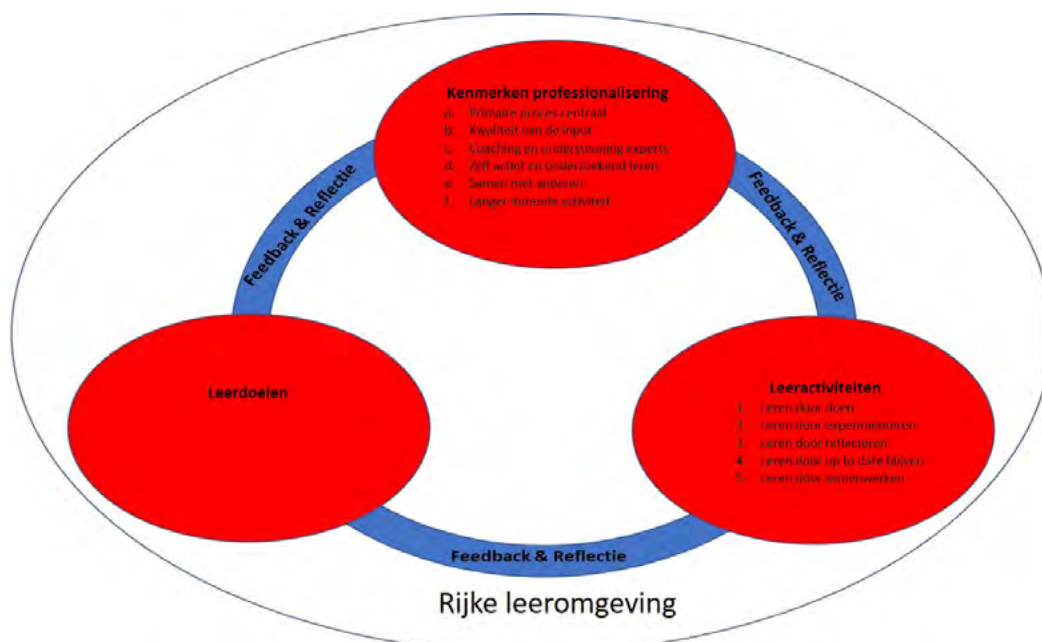 Kenmerken professionalisering
a. Primaire proces centraal
b. Kwaliteit van de input
c. Coaching en ondersteuning experts
d. Zelf actief en onderzoekend leren
e. Samen met anderen
f. Langer durende activiteit
Feedback & Reflectie
Feedback & Reflectie
Leerdoelen
Leeractiviteiten
1. Leren door doen
2. Leren door experimenteren
3. Leren door reflecteren
4. Leren door up to date blijven
5. Leren door samenwerken
Feedback & Reflectie
Rijke leeromgeving